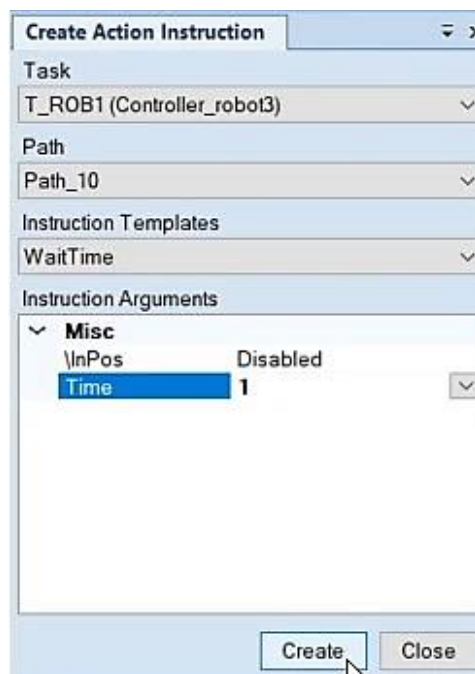 Create Action Instruction
Task
T_ROB1 (Controller_robot3)
Path
Path_10
Instruction Templates
WaitTime
Instruction Arguments
Misc
\InPos Disabled
Time 1
Create Close